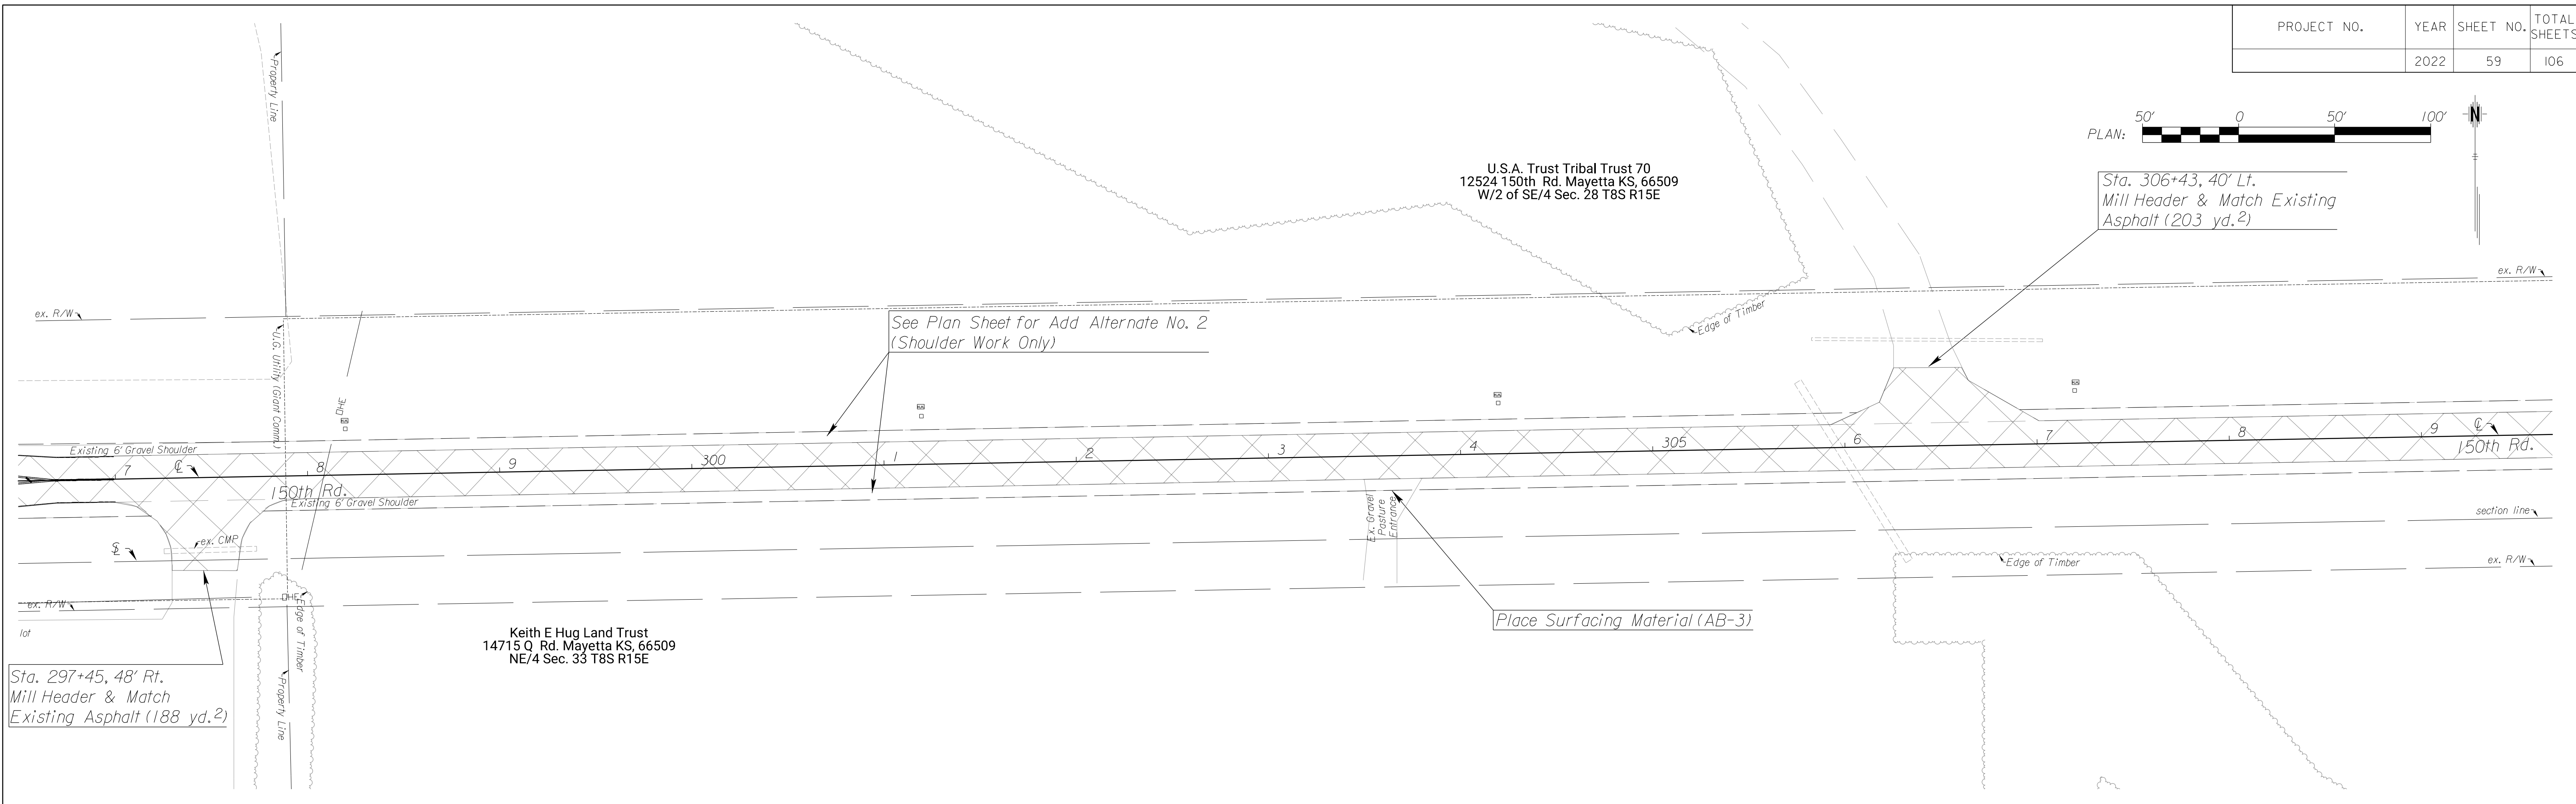 PROJECT NO.
YEAR
SHEET NO.
TOTAL
SHEETS
2022
59
106
PLAN:
50'
0
50'
100'
N
Property Line
U.S.A. Trust Tribal Trust 70
12524 150th Rd. Mayetta KS, 66509
W/2 of SE/4 Sec. 28 T8S R15E
Sta. 306+43, 40' Lt.
Mill Header & Match Existing
Asphalt (203 yd.2)
ex. R/W
ex. R/W
See Plan Sheet for Add Alternate No. 2
(Shoulder Work Only)
Edge of Timber
U.G. Utility (Giant Comm.)
OHE
Existing 6' Gravel Shoulder
7
8
9
300
1
2
3
4
305
6
7
8
9
℄
℄
150th Rd.
150th Rd.
Existing 6' Gravel Shoulder
Ex. Gravel
Pasture
Entrance
section line
ex. CMP
Edge of Timber
ex. R/W
OHE
ex. R/W
Edge of Timber
lot
Keith E Hug Land Trust
14715 Q Rd. Mayetta KS, 66509
NE/4 Sec. 33 T8S R15E
Place Surfacing Material (AB-3)
Sta. 297+45, 48' Rt.
Mill Header & Match
Existing Asphalt (188 yd.2)
Property Line